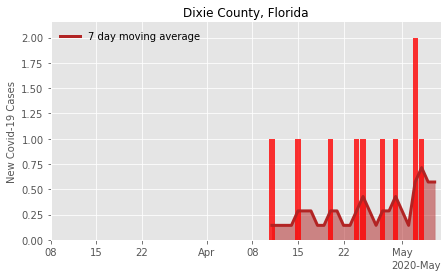 Dixie County, Florida
7 day moving average
New Covid-19 Cases
2.00
1.75
1.50
1.25
1.00
0.75
0.50
0.25
0.00
08 15 22 Apr 08 15 22 May
2020-May